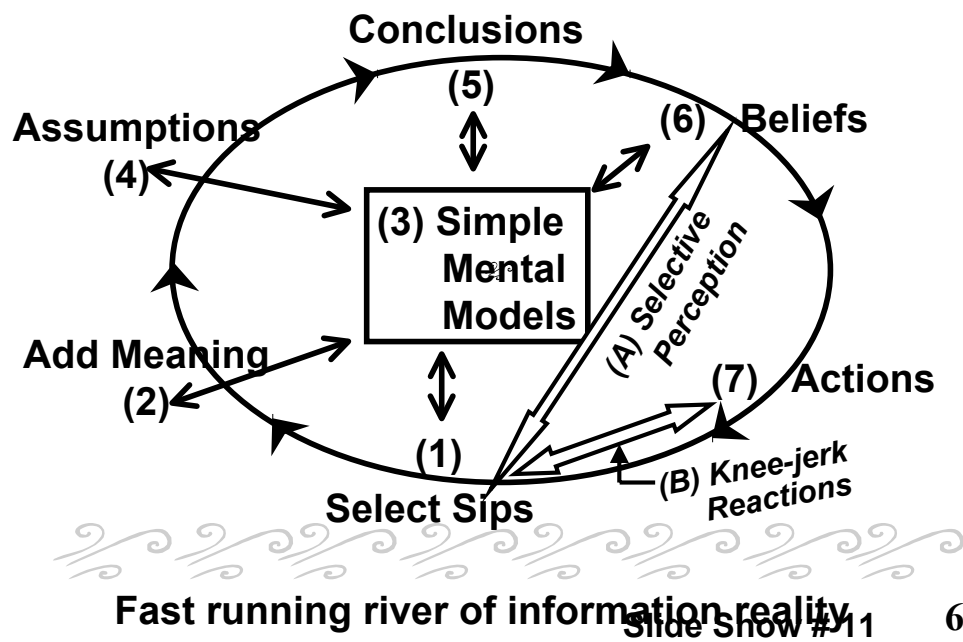 Conclusions
(5)
Assumptions
(4)
(6) Beliefs
(3) Simple
Mental
Models
(A) Selective
Perception
Add Meaning
(2)
(7) Actions
(1)
Select Sips
(B) Knee-jerk
Reactions
Fast running river of information reality
Slide Show # 11
6